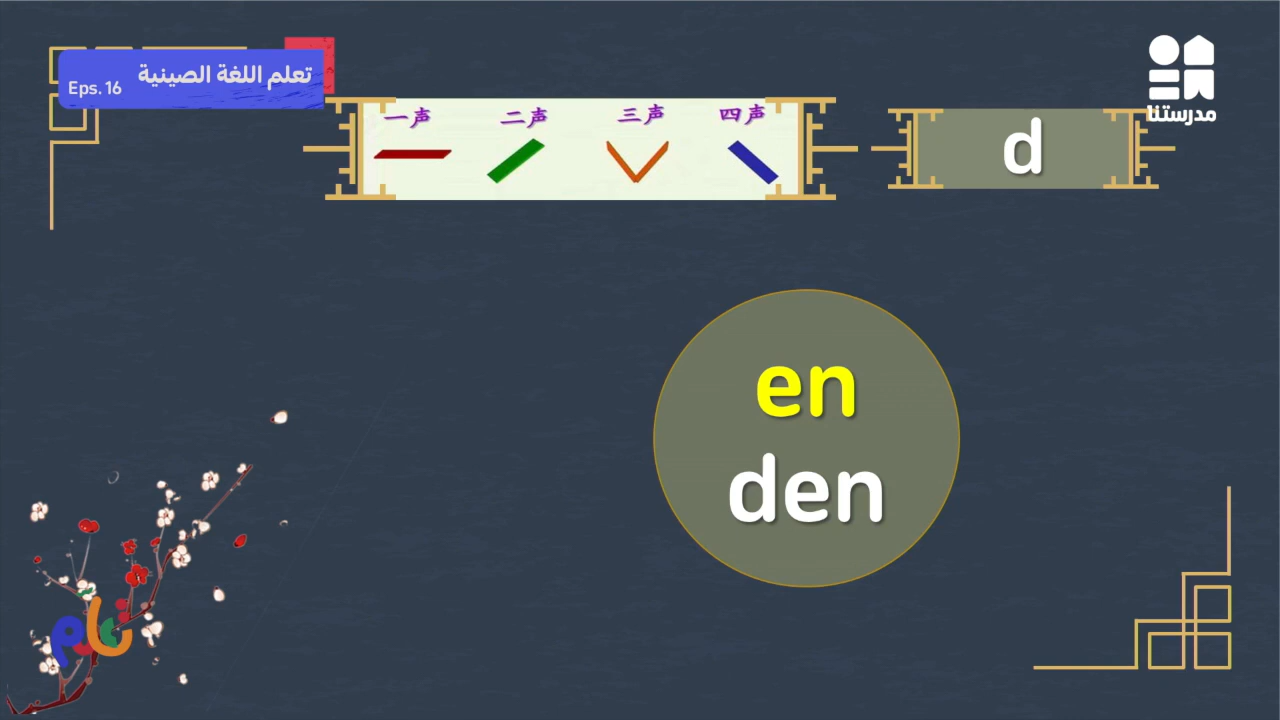 تعلم اللغة الصينية
Eps. 16
一声 二声 三声 四声
d
مدرستنا
en
den